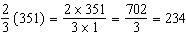 2/3 (351) = 2 x 351 / 3 x 1 = 702 / 3 = 234